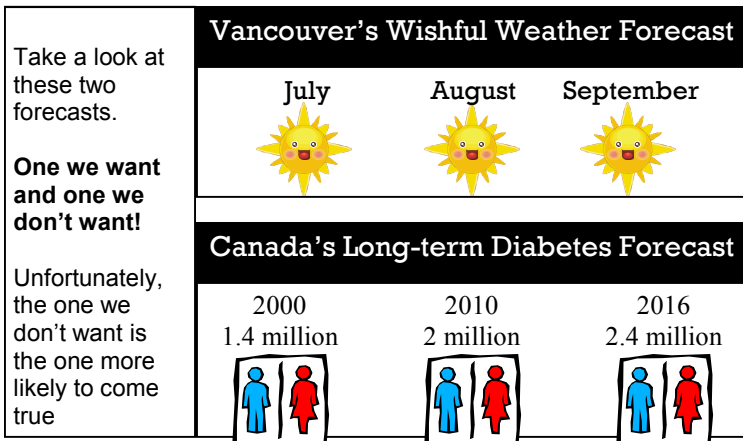 Take a look at
these two
forecasts.
One we want
and one we
don't want!
Unfortunately,
the one we
don't want is
the one more
likely to come
true
Vancouver's Wishful Weather Forecast
July August September
Canada's Long-term Diabetes Forecast
2000 2010 2016
1.4 million 2 million 2.4 million